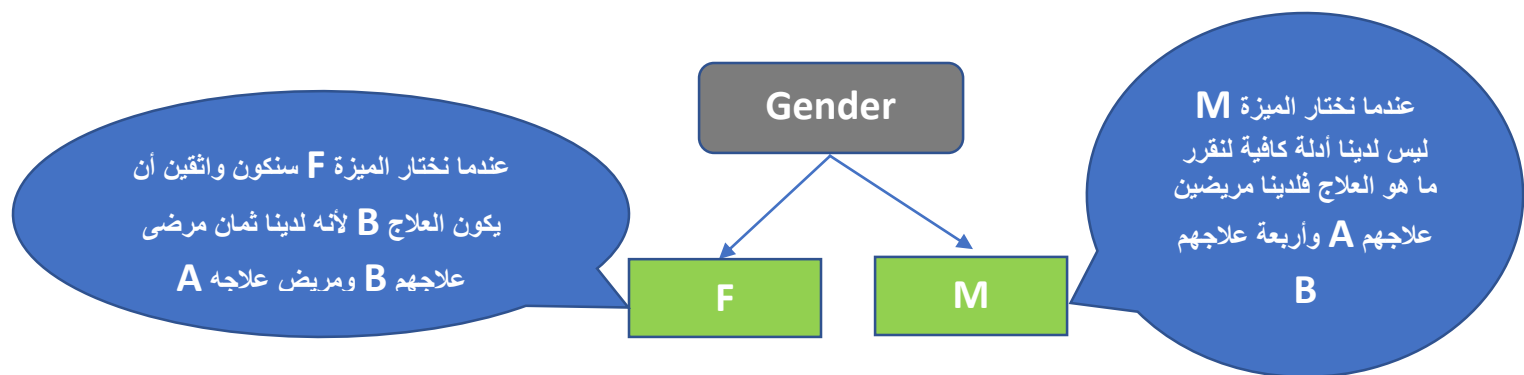 Gender
عندما نختار الميزة F سنكون واثقين أن
يكون العلاج B لأنه لدينا ثمان مرضى
علاجهم B ومريض علاجه A
عندما نختار الميزة M
ليس لدينا أدلة كافية لنقرر
ما هو العلاج فلدينا مريضين
علاجهم A وأربعة علاجهم
B
F
M